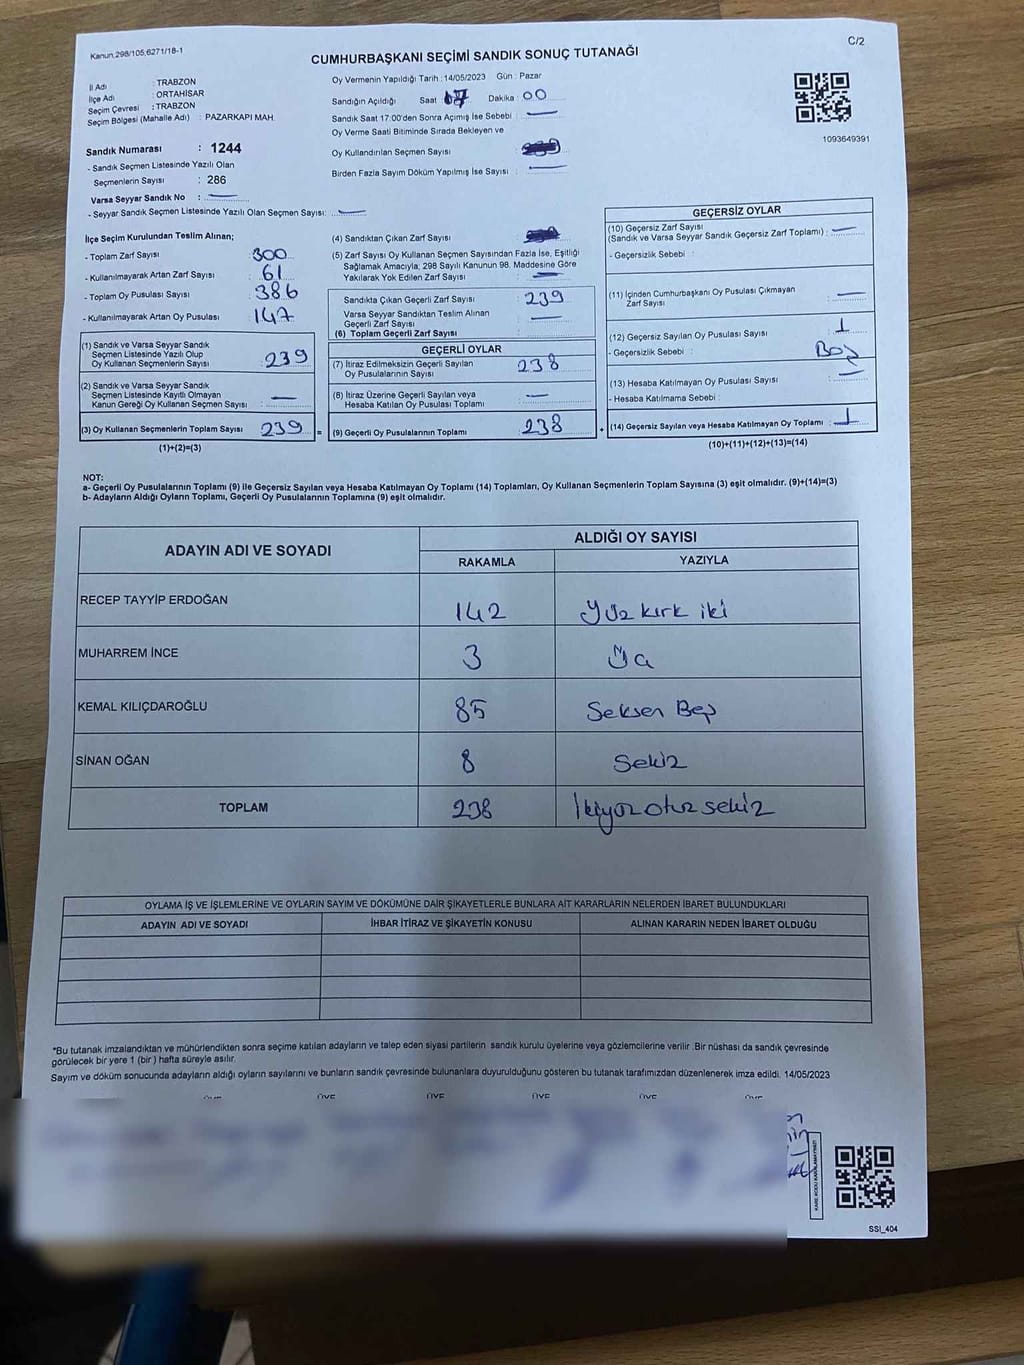 Kanun,298/105,6271/18-1
C/2
CUMHURBAŞKANI SEÇİMİ SANDIK SONUÇ TUTANAĞI
İl Adı : TRABZON
İlçe Adı : ORTAHİSAR
Seçim Çevresi : TRABZON
Seçim Bölgesi (Mahalle Adı) : PAZARKAPI MAH.
Sandık Numarası : 1244
- Sandık Seçmen Listesinde Yazılı Olan
Seçmenlerin Sayısı : 286
Varsa Seyyar Sandık No : —
- Seyyar Sandık Seçmen Listesinde Yazılı Olan Seçmen Sayısı: —
Oy Vermenin Yapıldığı Tarih : 14/05/2023 Gün : Pazar
Sandığın Açıldığı Saat 17 Dakika : 00
Sandık Saat 17:00'den Sonra Açımış İse Sebebi : —
Oy Verme Saati Bitiminde Sırada Bekleyen ve
Oy Kullandırılan Seçmen Sayısı :
Birden Fazla Sayım Döküm Yapılmış İse Sayısı : —
1093649391
İlçe Seçim Kurulundan Teslim Alınan;
- Toplam Zarf Sayısı : 300
- Kullanılmayarak Artan Zarf Sayısı : 61
- Toplam Oy Pusulası Sayısı : 386
- Kullanılmayarak Artan Oy Pusulası : 147
(1) Sandık ve Varsa Seyyar Sandık
Seçmen Listesinde Yazılı Olup
Oy Kullanan Seçmenlerin Sayısı : 239
(2) Sandık ve Varsa Seyyar Sandık
Seçmen Listesinde Kayıtlı Olmayan
Kanun Gereği Oy Kullanan Seçmen Sayısı : —
(3) Oy Kullanan Seçmenlerin Toplam Sayısı : 239 =
(1)+(2)=(3)
(4) Sandıktan Çıkan Zarf Sayısı :
(5) Zarf Sayısı Oy Kullanan Seçmen Sayısından Fazla İse, Eşitliği
Sağlamak Amacıyla; 298 Sayılı Kanunun 98. Maddesine Göre
Yakılarak Yok Edilen Zarf Sayısı : —
Sandıkta Çıkan Geçerli Zarf Sayısı : 239
Varsa Seyyar Sandıktan Teslim Alınan
Geçerli Zarf Sayısı : —
(6) Toplam Geçerli Zarf Sayısı :
GEÇERLİ OYLAR
(7) İtiraz Edilmeksizin Geçerli Sayılan
Oy Pusulalarının Sayısı : 238
(8) İtiraz Üzerine Geçerli Sayılan veya
Hesaba Katılan Oy Pusulası Toplamı : —
(9) Geçerli Oy Pusulalarının Toplamı : 238 +
GEÇERSİZ OYLAR
(10) Geçersiz Zarf Sayısı
(Sandık ve Varsa Seyyar Sandık Geçersiz Zarf Toplamı) : —
- Geçersizlik Sebebi :
(11) İçinden Cumhurbaşkanı Oy Pusulası Çıkmayan
Zarf Sayısı : —
(12) Geçersiz Sayılan Oy Pusulası Sayısı : 1
- Geçersizlik Sebebi : Boş
(13) Hesaba Katılmayan Oy Pusulası Sayısı : —
- Hesaba Katılmama Sebebi :
(14) Geçersiz Sayılan veya Hesaba Katılmayan Oy Toplamı : 1
(10)+(11)+(12)+(13)=(14)
NOT:
a- Geçerli Oy Pusulalarının Toplamı (9) ile Geçersiz Sayılan veya Hesaba Katılmayan Oy Toplamı (14) Toplamları, Oy Kullanan Seçmenlerin Toplam Sayısına (3) eşit olmalıdır. (9)+(14)=(3)
b- Adayların Aldığı Oyların Toplamı, Geçerli Oy Pusulalarının Toplamına (9) eşit olmalıdır.
ADAYIN ADI VE SOYADI ALDIĞI OY SAYISI
RAKAMLA YAZIYLA
RECEP TAYYİP ERDOĞAN 142 Yüz kırk iki
MUHARREM İNCE 3 Üç
KEMAL KILIÇDAROĞLU 85 Seksen Beş
SİNAN OĞAN 8 Sekiz
TOPLAM 238 İkiyüz otuz sekiz
OYLAMA İŞ VE İŞLEMLERİNE VE OYLARIN SAYIM VE DÖKÜMÜNE DAİR ŞİKAYETLERLE BUNLARA AİT KARARLARIN NELERDEN İBARET BULUNDUKLARI
ADAYIN ADI VE SOYADI İHBAR İTİRAZ VE ŞİKAYETİN KONUSU ALINAN KARARIN NEDEN İBARET OLDUĞU
*Bu tutanak imzalandıktan ve mühürlendikten sonra seçime katılan adayların ve talep eden siyasi partilerin sandık kurulu üyelerine veya gözlemcilerine verilir .Bir nüshası da sandık çevresinde
görülecek bir yere 1 (bir ) hafta süreyle asılır.
Sayım ve döküm sonucunda adayların aldığı oyların sayılarını ve bunların sandık çevresinde bulunanlara duyurulduğunu gösteren bu tutanak tarafımızdan düzenlenerek imza edildi. 14/05/2023
ÜYE ÜYE ÜYE ÜYE
KARE KODU KARALAMAYINIZ!
SSI_404